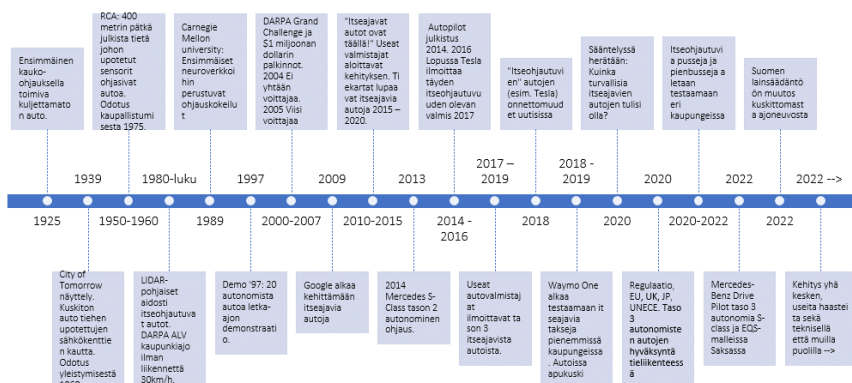 Ensimmäinen
kauko-
ohjauksella
toimiva
kuljettamato
n auto.
RCA: 400
metrin pätkä
julkista tietä
johon
upotetut
sensorit
ohjasivat
autoa.
Odotus
kaupallistumi
sesta 1975.
Carnegie
Mellon
university:
Ensimmäiset
neuroverkkoi
hin
perustuvat
ohjauskokeilu
t
DARPA Grand
Challenge ja
$1 miljoonan
dollarin
palkinnot.
2004 Ei
yhtään
voittajaa.
2005 Viisi
voittajaa
"Itseajavat
autot ovat
täällä!" Useat
valmistajat
aloittavat
kehityksen. Ti
ekartat lupaa
vat itseajavia
autoja 2015 –
2020.
Autopilot
julkistus
2014. 2016
Lopussa Tesla
ilmoittaa
täyden
itseohjautuvu
uden olevan
valmis 2017
"Itseohjautuvi
en" autojen
(esim. Tesla)
onnettomuud
et uutisissa
Sääntelyssä
herätään:
Kuinka
turvallisia
itseajavien
autojen tulisi
olla?
Itseohjautuvi
a pusseja ja
pienbusseja a
letaan
testaamaan
eri
kaupungeissa
Suomen
lainsäädäntö
ön muutos
kuskittomast
a ajoneuvosta
1939
1980-luku
1997
2009
2013
2017 –
2019
2018 -
2019
2020
2022
2022 -->
1925
1950-1960
1989
2000-2007
2010-2015
2014 -
2016
2018
2020
2020-2022
2022
City of
Tomorrow
näyttely.
Kuskiton
auto tiehen
upotettujen
sähkökenttie
n kautta.
Odotus
yleistymisestä
1960
LIDAR-
pohjaiset
aidosti
itseohjautuva
t autot.
DARPA ALV
kaupunkiajo
ilman
liikennettä
30km/h.
Demo '97: 20
autonomista
autoa letka-
ajon
demonstraati
o.
Google alkaa
kehittämään
itseajavia
autoja
2014
Mercedes S-
Class tason 2
autonominen
ohjaus.
Useat
autovalmistaj
at
ilmoittavat ta
son 3
itseajavista
autoista.
Waymo One
alkaa
testaamaan it
seajavia
takseja
pienemmissä
kaupungeissa
. Autoissa
apukuski
Regulaatio,
EU, UK, JP,
UNECE. Taso
3
autonomiste
n autojen
hyväksyntä
tieliikenteess
ä
Mercedes-
Benz Drive
Pilot taso 3
autonomia S-
class ja EQS-
malleissa
Saksassa
Kehitys yhä
kesken,
useita haastei
ta sekä
teknisellä
että muilla
puolilla -->